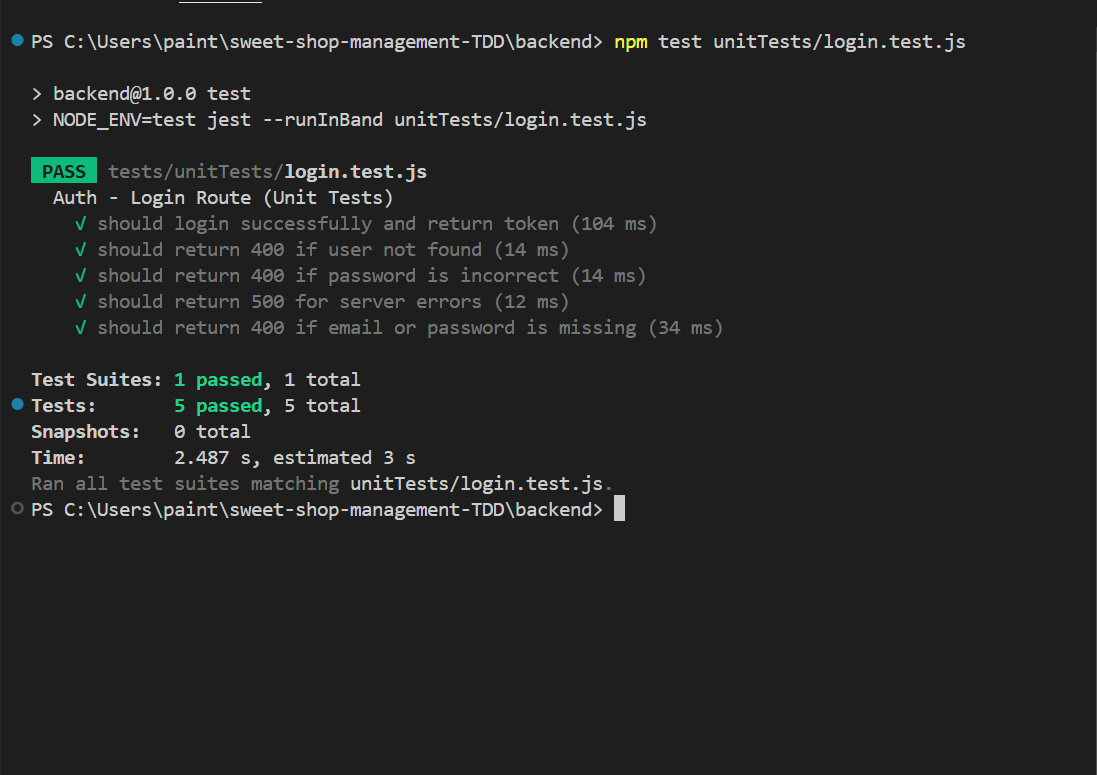 PS C:\Users\paint\sweet-shop-management-TDD\backend> npm test unitTests/login.test.js
> backend@1.0.0 test
> NODE_ENV=test jest --runInBand unitTests/login.test.js
PASS tests/unitTests/login.test.js
Auth - Login Route (Unit Tests)
√ should login successfully and return token (104 ms)
√ should return 400 if user not found (14 ms)
√ should return 400 if password is incorrect (14 ms)
√ should return 500 for server errors (12 ms)
√ should return 400 if email or password is missing (34 ms)
Test Suites: 1 passed, 1 total
Tests: 5 passed, 5 total
Snapshots: 0 total
Time: 2.487 s, estimated 3 s
Ran all test suites matching unitTests/login.test.js.
PS C:\Users\paint\sweet-shop-management-TDD\backend>